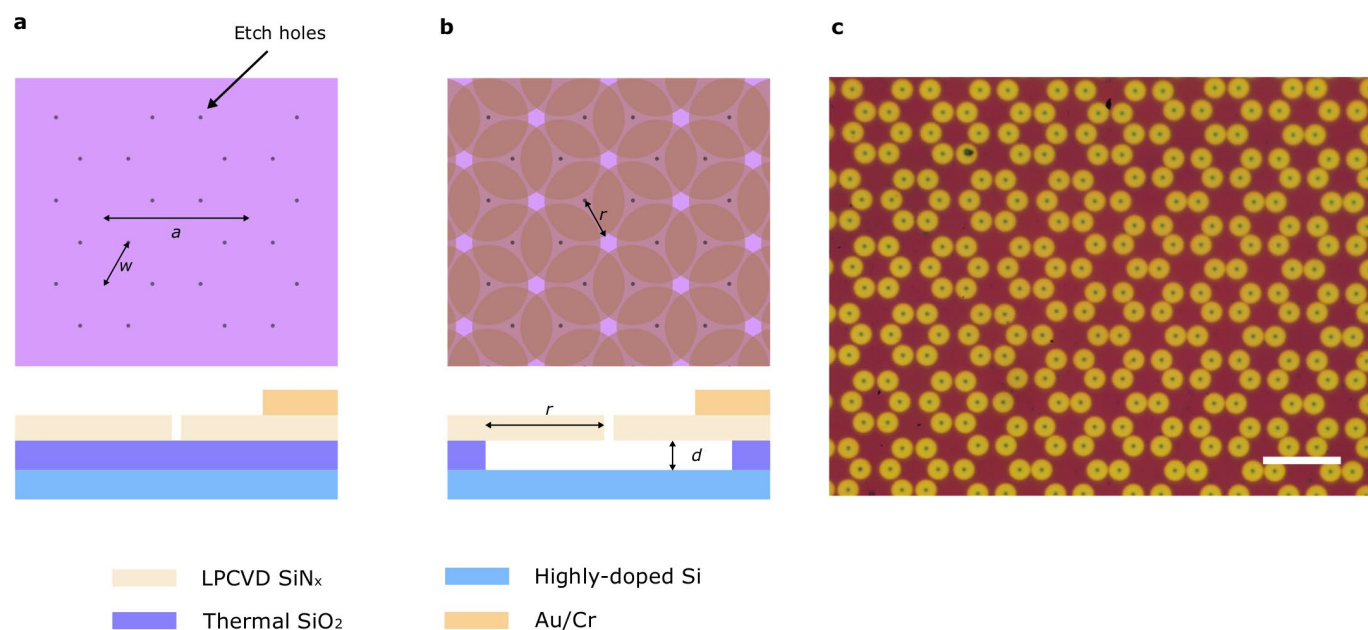 a
b
c
Etch holes
a
w
r
r
d
LPCVD SiNₓ
Highly-doped Si
Thermal SiO₂
Au/Cr